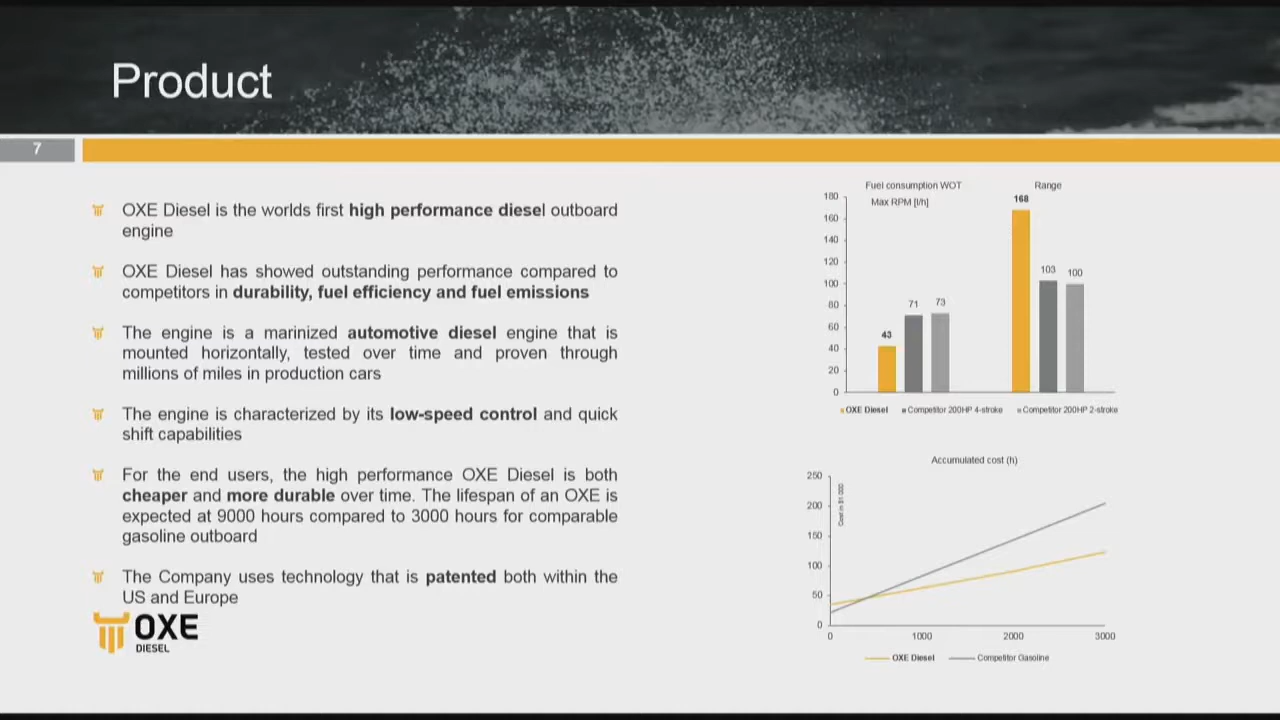 Product
7
OXE Diesel is the worlds first high performance diesel outboard
engine
OXE Diesel has showed outstanding performance compared to
competitors in durability, fuel efficiency and fuel emissions
The engine is a marinized automotive diesel engine that is
mounted horizontally, tested over time and proven through
millions of miles in production cars
The engine is characterized by its low-speed control and quick
shift capabilities
For the end users, the high performance OXE Diesel is both
cheaper and more durable over time. The lifespan of an OXE is
expected at 9000 hours compared to 3000 hours for comparable
gasoline outboard
The Company uses technology that is patented both within the
US and Europe
OXE
DIESEL
Fuel consumption WOT
Max RPM [l/h]
Range
180
160
140
120
100
80
60
40
20
0
43
71
73
168
103
100
OXE Diesel
Competitor 200HP 4-stroke
Competitor 200HP 2-stroke
Accumulated cost (h)
Cost in $1 000
250
200
150
100
50
0
0
1000
2000
3000
OXE Diesel
Competitor Gasoline